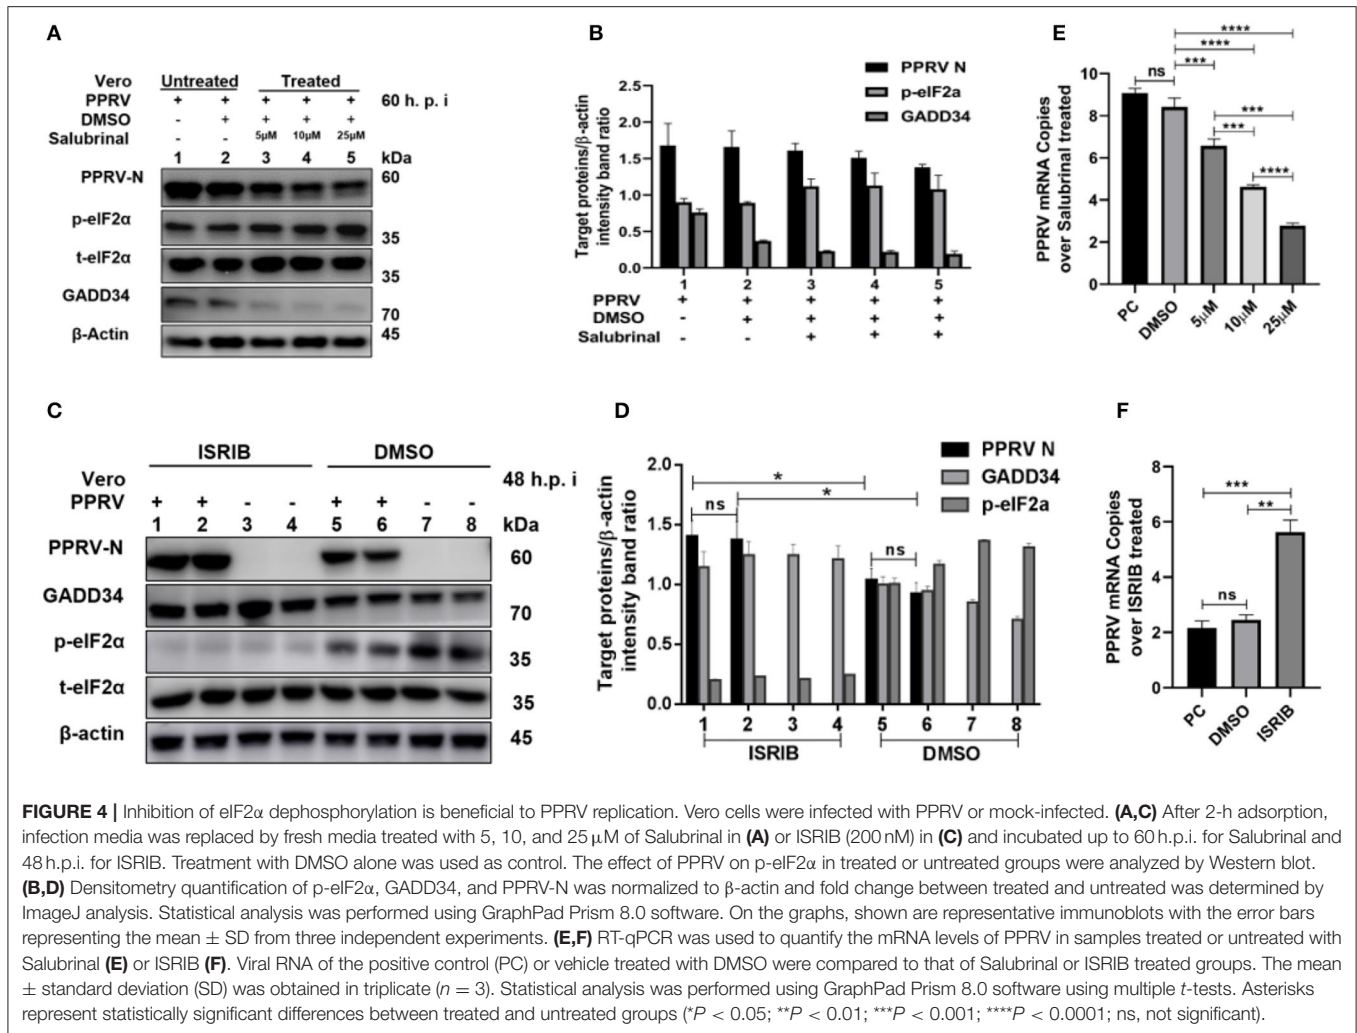 A
Vero Untreated Treated
PPRV + + + + + 60 h. p. i
DMSO - + + + +
Salubrinal - - 5μM 10μM 25μM
1 2 3 4 5 kDa
PPRV-N 60
p-eIF2α 35
t-eIF2α 35
GADD34 70
β-Actin 45
B
PPRV N
p-eIF2a
GADD34
Target proteins/β-actin
intensity band ratio
2.5
2.0
1.5
1.0
0.5
0.0
1 2 3 4 5
PPRV + + + + +
DMSO - + + + +
Salubrinal - - + + +
E
****
****
ns ***
***
***
****
PPRV mRNA Copies
over Salubrinal treated
10
8
6
4
2
0
PC DMSO 5μM 10μM 25μM
C
ISRIB DMSO
Vero 48 h.p. i
PPRV + + - - + + - -
1 2 3 4 5 6 7 8 kDa
PPRV-N 60
GADD34 70
p-eIF2α 35
t-eIF2α 35
β-actin 45
D
PPRV N
GADD34
p-eIF2a
Target proteins/β-actin
intensity band ratio
2.0
1.5
1.0
0.5
0.0
*
*
ns
ns
1 2 3 4 5 6 7 8
ISRIB DMSO
F
PPRV mRNA Copies
over ISRIB treated
8
6
4
2
0
***
**
ns
PC DMSO ISRIB
FIGURE 4 | Inhibition of eIF2α dephosphorylation is beneficial to PPRV replication. Vero cells were infected with PPRV or mock-infected. (A,C) After 2-h adsorption,
infection media was replaced by fresh media treated with 5, 10, and 25 μM of Salubrinal in (A) or ISRIB (200 nM) in (C) and incubated up to 60 h.p.i. for Salubrinal and
48 h.p.i. for ISRIB. Treatment with DMSO alone was used as control. The effect of PPRV on p-eIF2α in treated or untreated groups were analyzed by Western blot.
(B,D) Densitometry quantification of p-eIF2α, GADD34, and PPRV-N was normalized to β-actin and fold change between treated and untreated was determined by
ImageJ analysis. Statistical analysis was performed using GraphPad Prism 8.0 software. On the graphs, shown are representative immunoblots with the error bars
representing the mean ± SD from three independent experiments. (E,F) RT-qPCR was used to quantify the mRNA levels of PPRV in samples treated or untreated with
Salubrinal (E) or ISRIB (F). Viral RNA of the positive control (PC) or vehicle treated with DMSO were compared to that of Salubrinal or ISRIB treated groups. The mean
± standard deviation (SD) was obtained in triplicate (n = 3). Statistical analysis was performed using GraphPad Prism 8.0 software using multiple t-tests. Asterisks
represent statistically significant differences between treated and untreated groups (*P < 0.05; **P < 0.01; ***P < 0.001; ****P < 0.0001; ns, not significant).